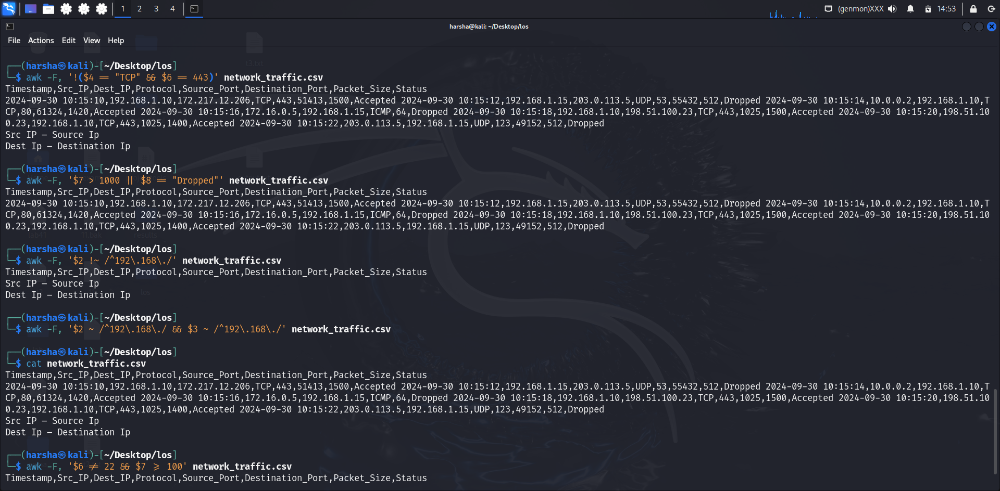 1 2 3 4 (genmon)XXX 14:53
harsha@kali: ~/Desktop/los
File Actions Edit View Help
┌──(harsha㉿kali)-[~/Desktop/los]
└─$ awk -F, '!($4 == "TCP" && $6 == 443)' network_traffic.csv
Timestamp,Src_IP,Dest_IP,Protocol,Source_Port,Destination_Port,Packet_Size,Status
2024-09-30 10:15:10,192.168.1.10,172.217.12.206,TCP,443,51413,1500,Accepted 2024-09-30 10:15:12,192.168.1.15,203.0.113.5,UDP,53,55432,512,Dropped 2024-09-30 10:15:14,10.0.0.2,192.168.1.10,T
CP,80,61324,1420,Accepted 2024-09-30 10:15:16,172.16.0.5,192.168.1.15,ICMP,64,Dropped 2024-09-30 10:15:18,192.168.1.10,198.51.100.23,TCP,443,1025,1500,Accepted 2024-09-30 10:15:20,198.51.10
0.23,192.168.1.10,TCP,443,1025,1400,Accepted 2024-09-30 10:15:22,203.0.113.5,192.168.1.15,UDP,123,49152,512,Dropped
Src IP – Source Ip
Dest Ip – Destination Ip
┌──(harsha㉿kali)-[~/Desktop/los]
└─$ awk -F, '$7 > 1000 || $8 == "Dropped"' network_traffic.csv
Timestamp,Src_IP,Dest_IP,Protocol,Source_Port,Destination_Port,Packet_Size,Status
2024-09-30 10:15:10,192.168.1.10,172.217.12.206,TCP,443,51413,1500,Accepted 2024-09-30 10:15:12,192.168.1.15,203.0.113.5,UDP,53,55432,512,Dropped 2024-09-30 10:15:14,10.0.0.2,192.168.1.10,T
CP,80,61324,1420,Accepted 2024-09-30 10:15:16,172.16.0.5,192.168.1.15,ICMP,64,Dropped 2024-09-30 10:15:18,192.168.1.10,198.51.100.23,TCP,443,1025,1500,Accepted 2024-09-30 10:15:20,198.51.10
0.23,192.168.1.10,TCP,443,1025,1400,Accepted 2024-09-30 10:15:22,203.0.113.5,192.168.1.15,UDP,123,49152,512,Dropped
┌──(harsha㉿kali)-[~/Desktop/los]
└─$ awk -F, '$2 !~ /^192\.168\./' network_traffic.csv
Timestamp,Src_IP,Dest_IP,Protocol,Source_Port,Destination_Port,Packet_Size,Status
Src IP – Source Ip
Dest Ip – Destination Ip
┌──(harsha㉿kali)-[~/Desktop/los]
└─$ awk -F, '$2 ~ /^192\.168\./ && $3 ~ /^192\.168\./' network_traffic.csv
┌──(harsha㉿kali)-[~/Desktop/los]
└─$ cat network_traffic.csv
Timestamp,Src_IP,Dest_IP,Protocol,Source_Port,Destination_Port,Packet_Size,Status
2024-09-30 10:15:10,192.168.1.10,172.217.12.206,TCP,443,51413,1500,Accepted 2024-09-30 10:15:12,192.168.1.15,203.0.113.5,UDP,53,55432,512,Dropped 2024-09-30 10:15:14,10.0.0.2,192.168.1.10,T
CP,80,61324,1420,Accepted 2024-09-30 10:15:16,172.16.0.5,192.168.1.15,ICMP,64,Dropped 2024-09-30 10:15:18,192.168.1.10,198.51.100.23,TCP,443,1025,1500,Accepted 2024-09-30 10:15:20,198.51.10
0.23,192.168.1.10,TCP,443,1025,1400,Accepted 2024-09-30 10:15:22,203.0.113.5,192.168.1.15,UDP,123,49152,512,Dropped
Src IP – Source Ip
Dest Ip – Destination Ip
┌──(harsha㉿kali)-[~/Desktop/los]
└─$ awk -F, '$6 != 22 && $7 >= 100' network_traffic.csv
Timestamp,Src_IP,Dest_IP,Protocol,Source_Port,Destination_Port,Packet_Size,Status